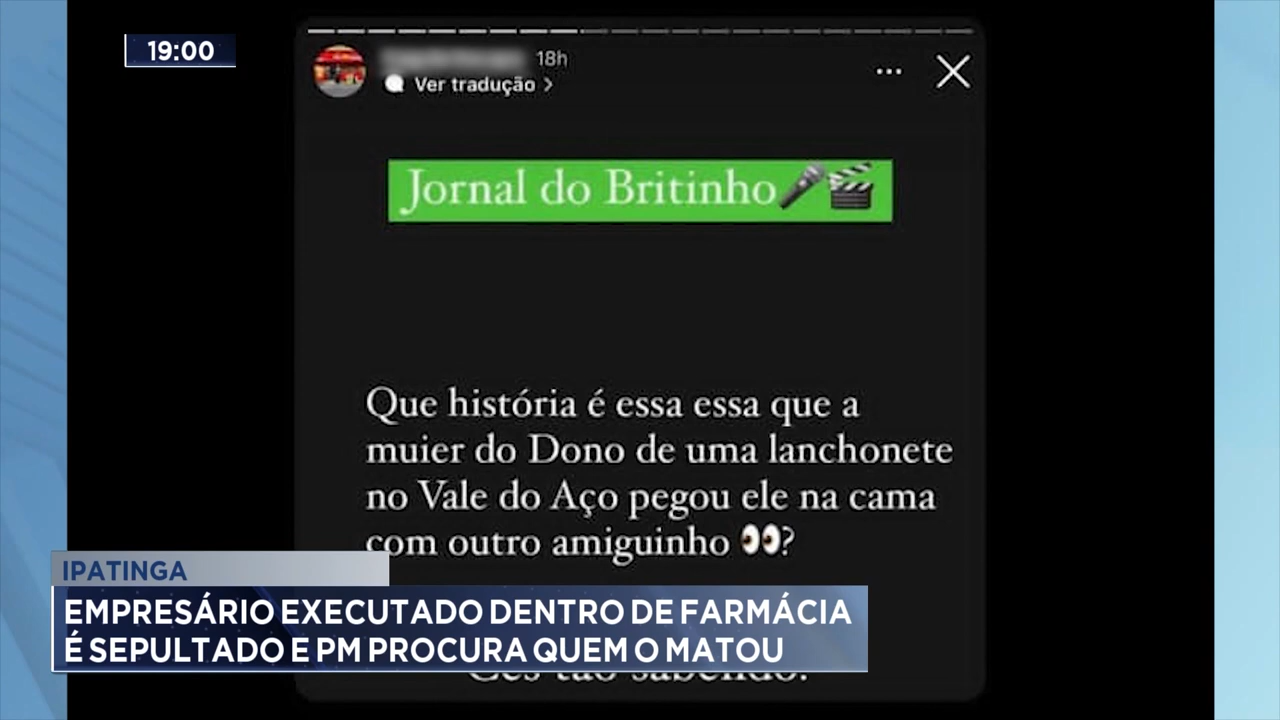 19:00
18h
Ver tradução >
Jornal do Britinho🎤🎬
Que história é essa essa que a
muier do Dono de uma lanchonete
no Vale do Aço pegou ele na cama
com outro amiguinho 👀?
IPATINGA
EMPRESÁRIO EXECUTADO DENTRO DE FARMÁCIA
É SEPULTADO E PM PROCURA QUEM O MATOU